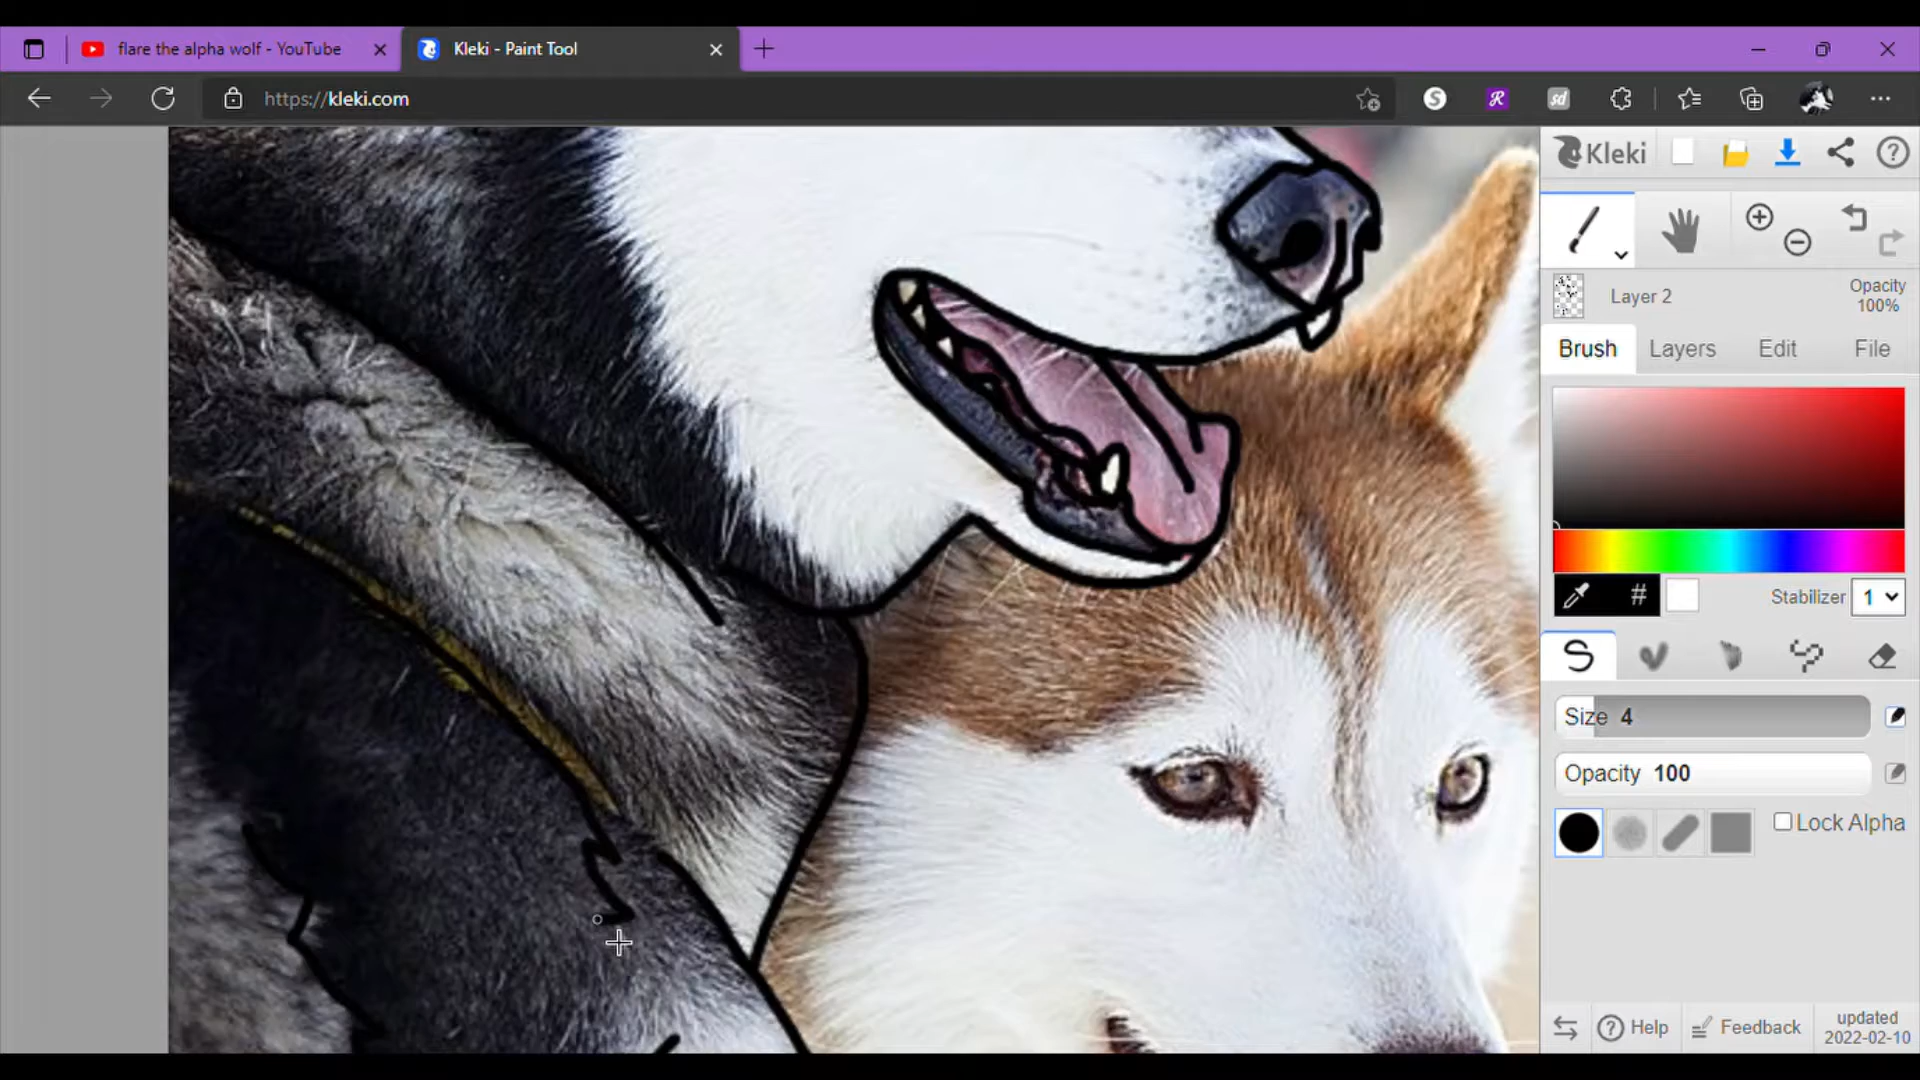 flare the alpha wolf - YouTube
Kleki - Paint Tool
https://kleki.com
Kleki
Layer 2
Opacity
100%
Brush Layers Edit File
# Stabilizer 1
Size 4
Opacity 100
Lock Alpha
Help Feedback updated
2022-02-10